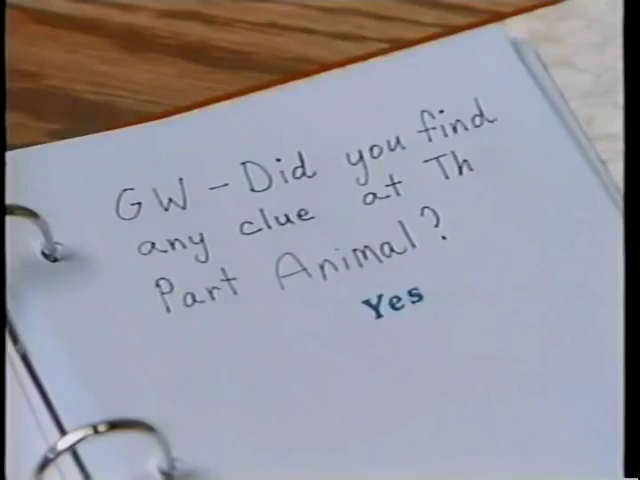 GW - Did you find
any clue at Th
Part Animal?
Yes